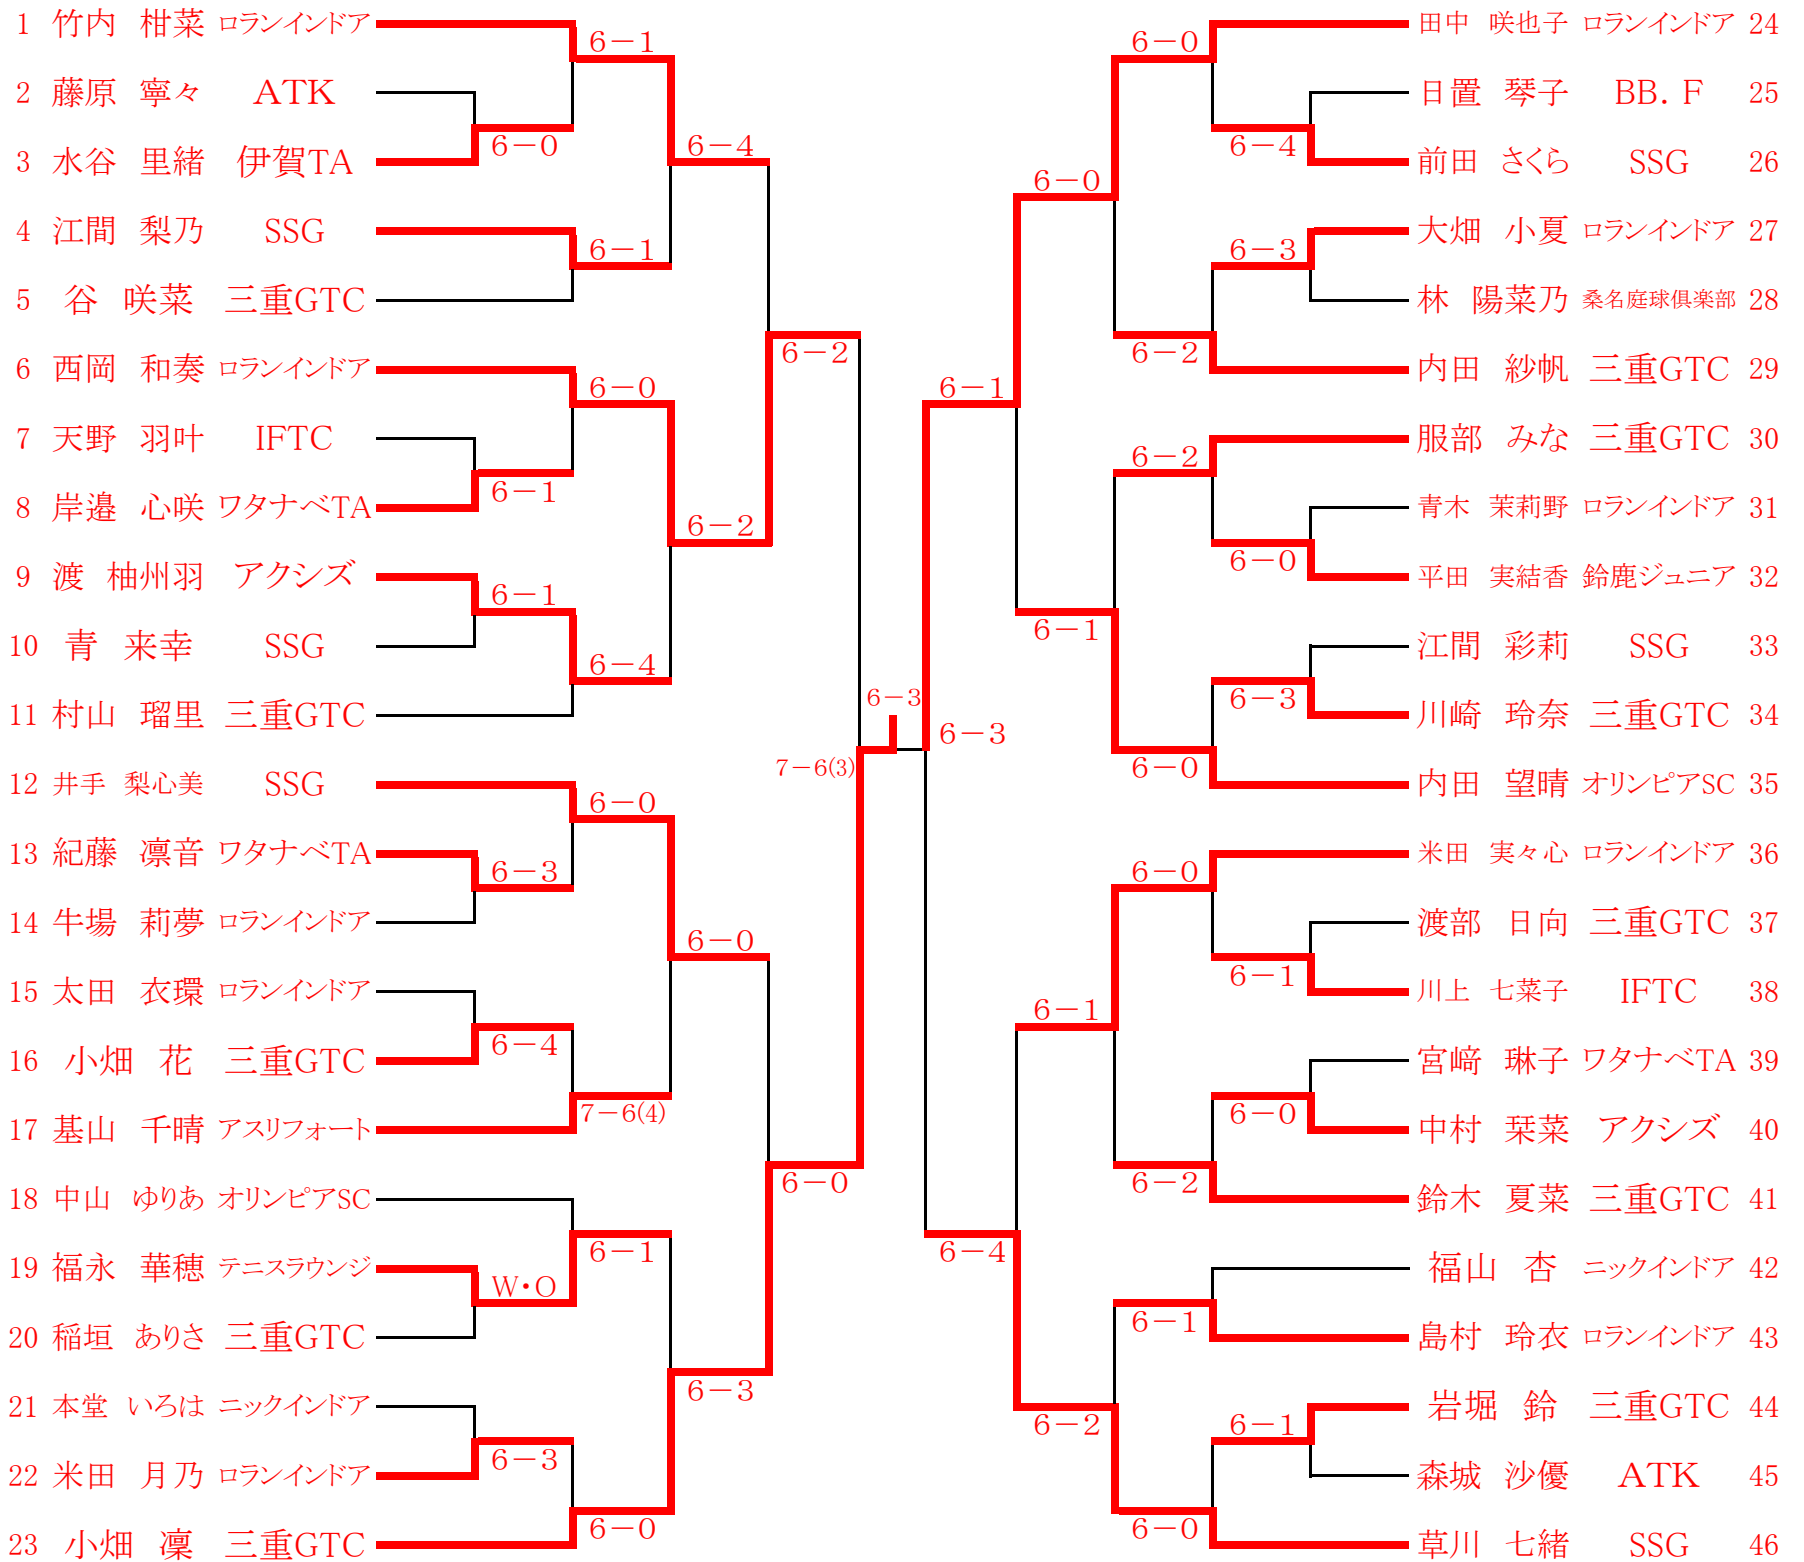 1 竹内 柑菜 ロランインドア
2 藤原 寧々 ATK
3 水谷 里緒 伊賀TA
4 江間 梨乃 SSG
5 谷 咲菜 三重GTC
6 西岡 和奏 ロランインドア
7 天野 羽叶 IFTC
8 岸邉 心咲 ワタナベTA
9 渡 柚州羽 アクシズ
10 青 来幸 SSG
11 村山 瑠里 三重GTC
12 井手 梨心美 SSG
13 紀藤 凛音 ワタナベTA
14 牛場 莉夢 ロランインドア
15 太田 衣環 ロランインドア
16 小畑 花 三重GTC
17 基山 千晴 アスリフォート
18 中山 ゆりあ オリンピアSC
19 福永 華穂 テニスラウンジ
20 稲垣 ありさ 三重GTC
21 本堂 いろは ニックインドア
22 米田 月乃 ロランインドア
23 小畑 凜 三重GTC
6-1
6-0
6-1
6-0
6-1
6-1
6-4
6-0
6-3
6-4
7-6(4)
6-1
W・O
6-3
6-0
6-4
6-2
6-0
6-3
6-2
6-0
7-6(3)
6-3
6-3
6-1
6-4
6-0
6-1
6-1
6-2
6-0
6-2
6-2
6-0
6-0
6-2
6-1
6-0
6-4
6-3
6-0
6-3
6-1
6-0
6-1
田中 咲也子 ロランインドア 24
日置 琴子 BB.F 25
前田 さくら SSG 26
大畑 小夏 ロランインドア 27
林 陽菜乃 桑名庭球倶楽部 28
内田 紗帆 三重GTC 29
服部 みな 三重GTC 30
青木 茉莉野 ロランインドア 31
平田 実結香 鈴鹿ジュニア 32
江間 彩莉 SSG 33
川崎 玲奈 三重GTC 34
内田 望晴 オリンピアSC 35
米田 実々心 ロランインドア 36
渡部 日向 三重GTC 37
川上 七菜子 IFTC 38
宮﨑 琳子 ワタナベTA 39
中村 栞菜 アクシズ 40
鈴木 夏菜 三重GTC 41
福山 杏 ニックインドア 42
島村 玲衣 ロランインドア 43
岩堀 鈴 三重GTC 44
森城 沙優 ATK 45
草川 七緒 SSG 46